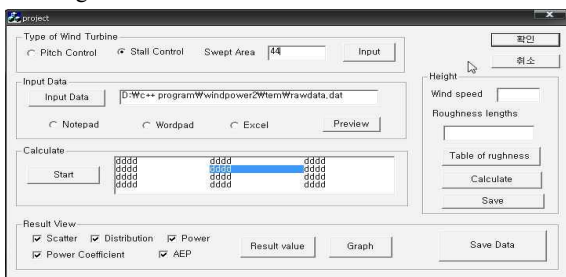 project
Type of Wind Turbine
Pitch Control Stall Control Swept Area 44 Input
확인
취소
Input Data
Input Data D:₩c++ program₩windpower2₩tem₩rawdata.dat
Notepad Wordpad Excel Preview
Height
Wind speed
Roughness lengths
Table of rughness
Calculate
Save
Calculate
Start
dddd dddd dddd
dddd dddd dddd
dddd dddd dddd
dddd dddd dddd
Result View
Scatter Distribution Power
Power Coefficient AEP
Result value Graph Save Data